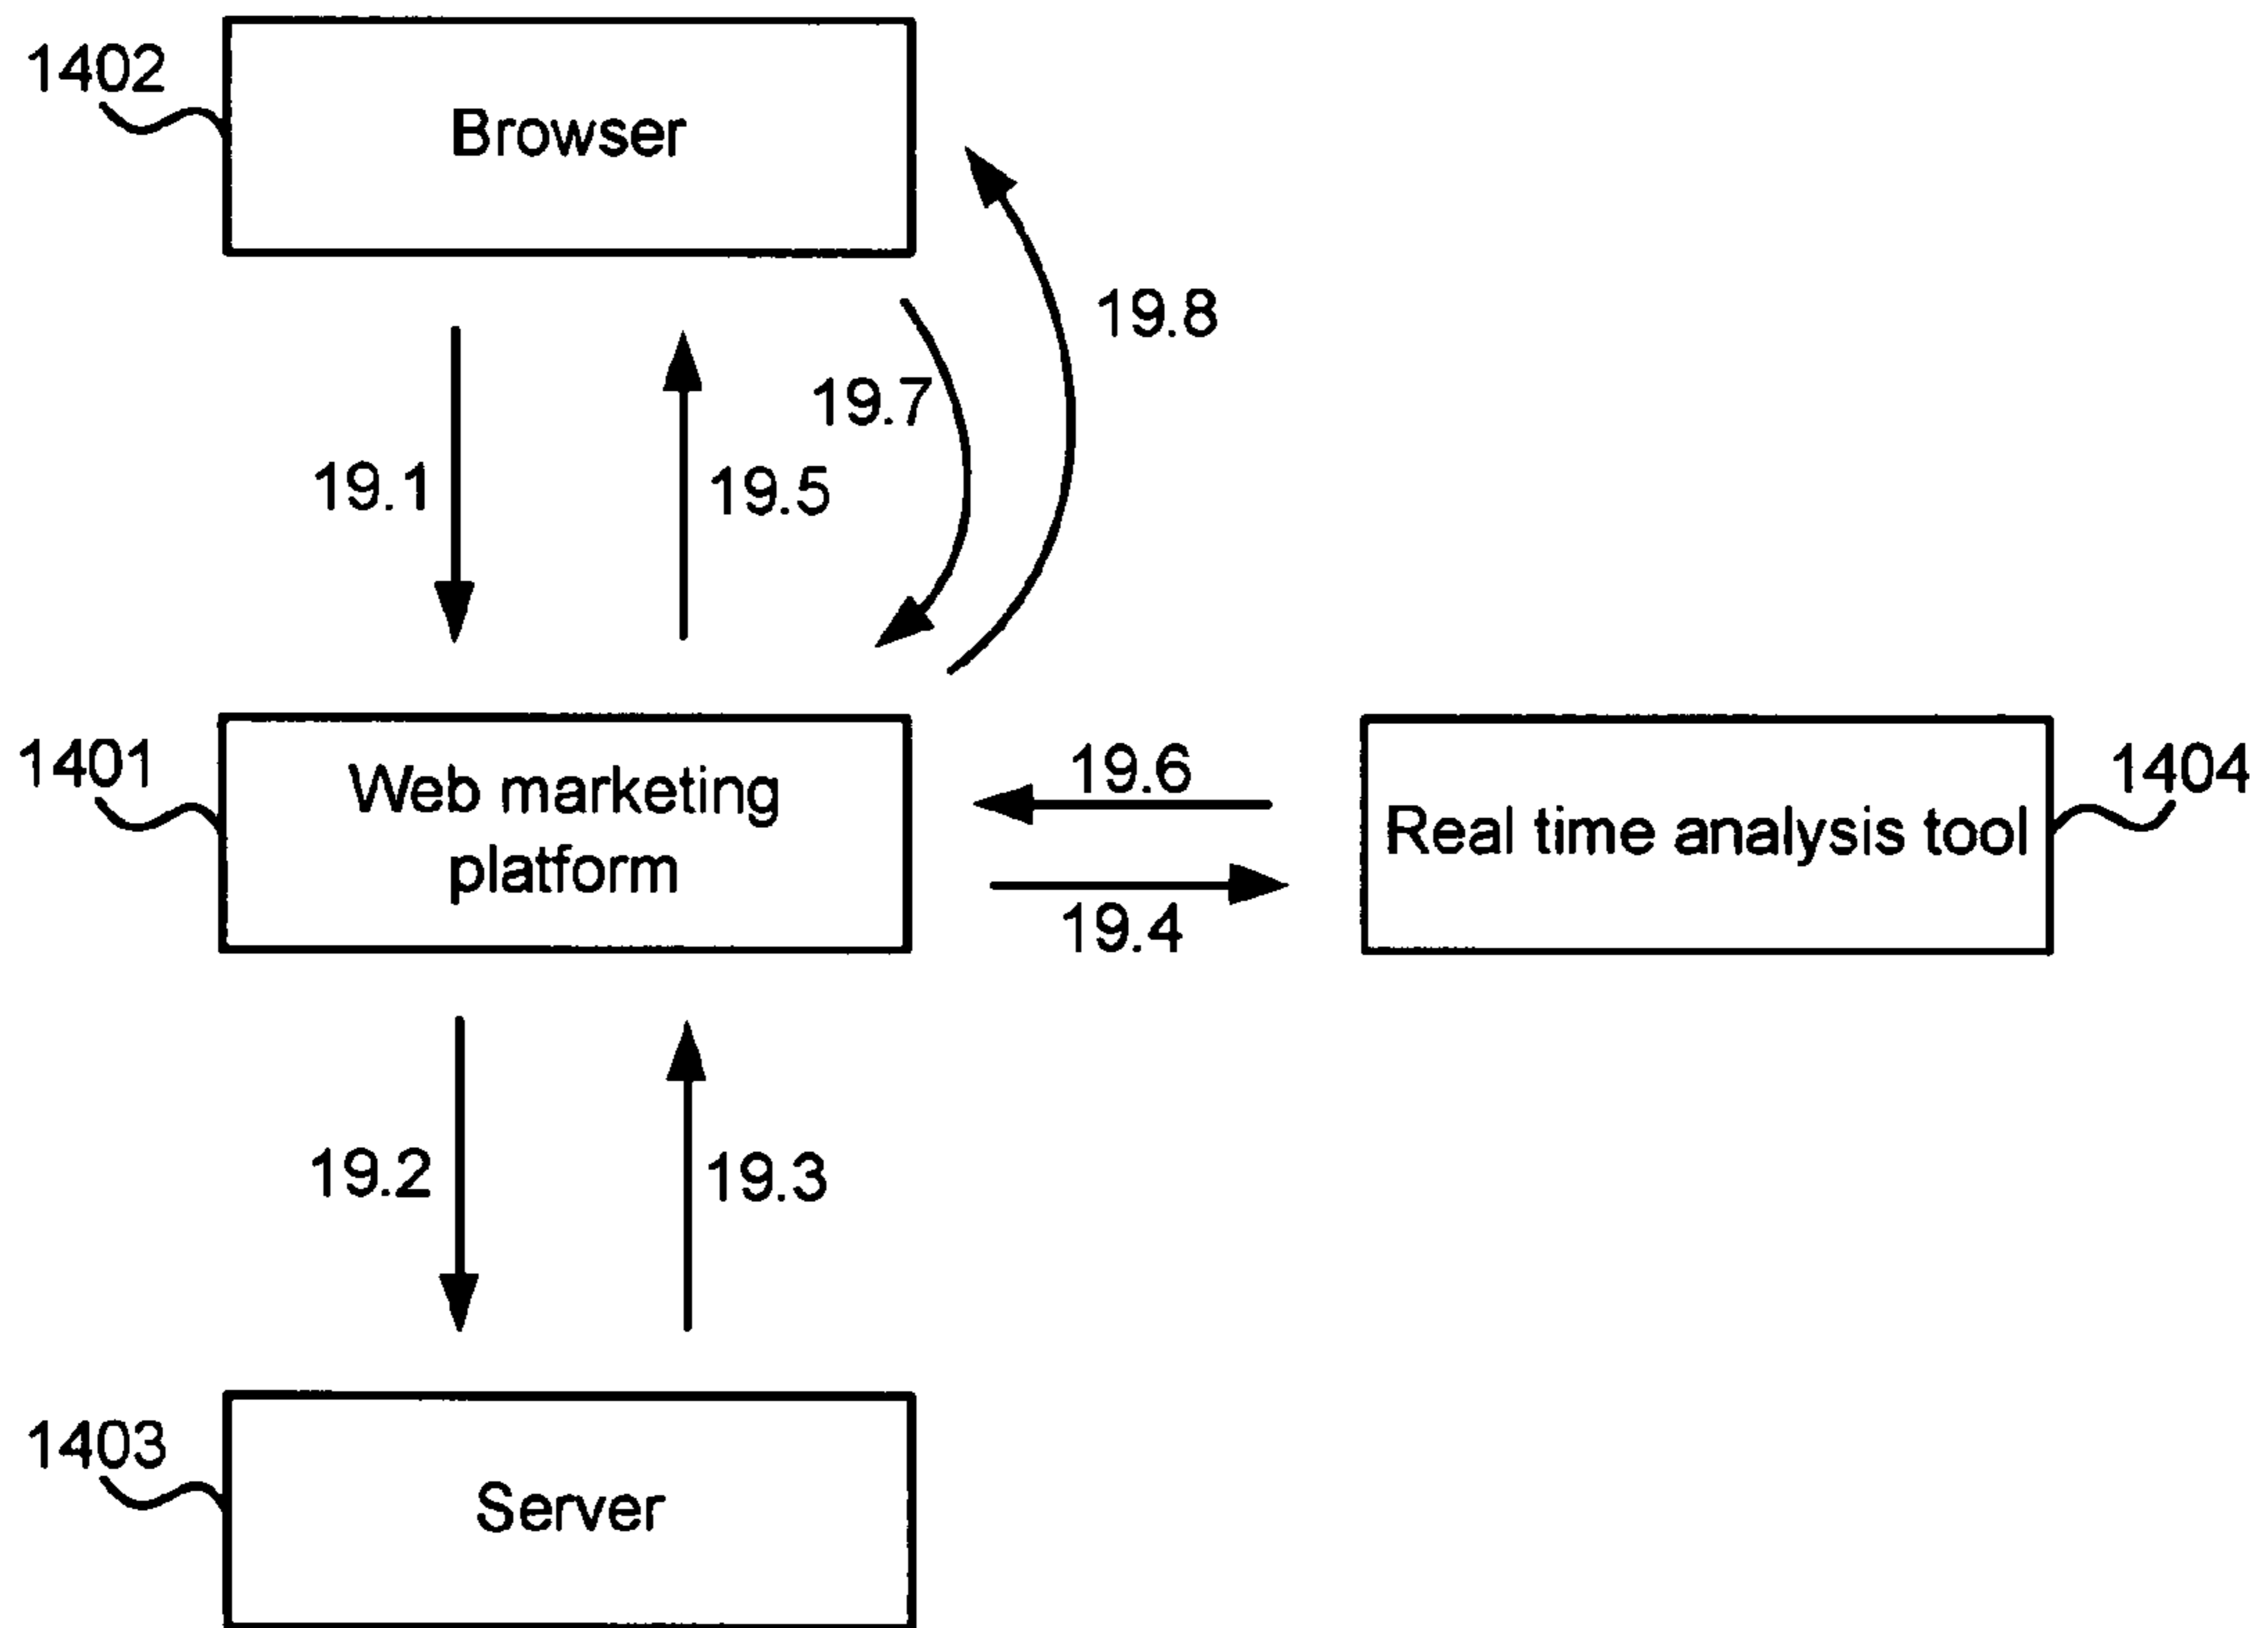 1402
Browser
19.8
19.7
19.1
19.5
1401
Web marketing
platform
19.6
19.4
Real time analysis tool
1404
19.2
19.3
1403
Server